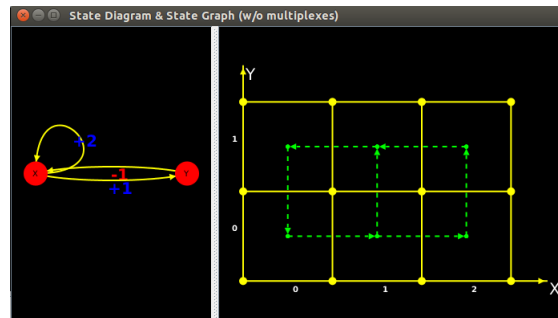 State Diagram & State Graph (w/o multiplexes)
Y
1
+2
X
-1
Y
+1
0
0
1
2
X